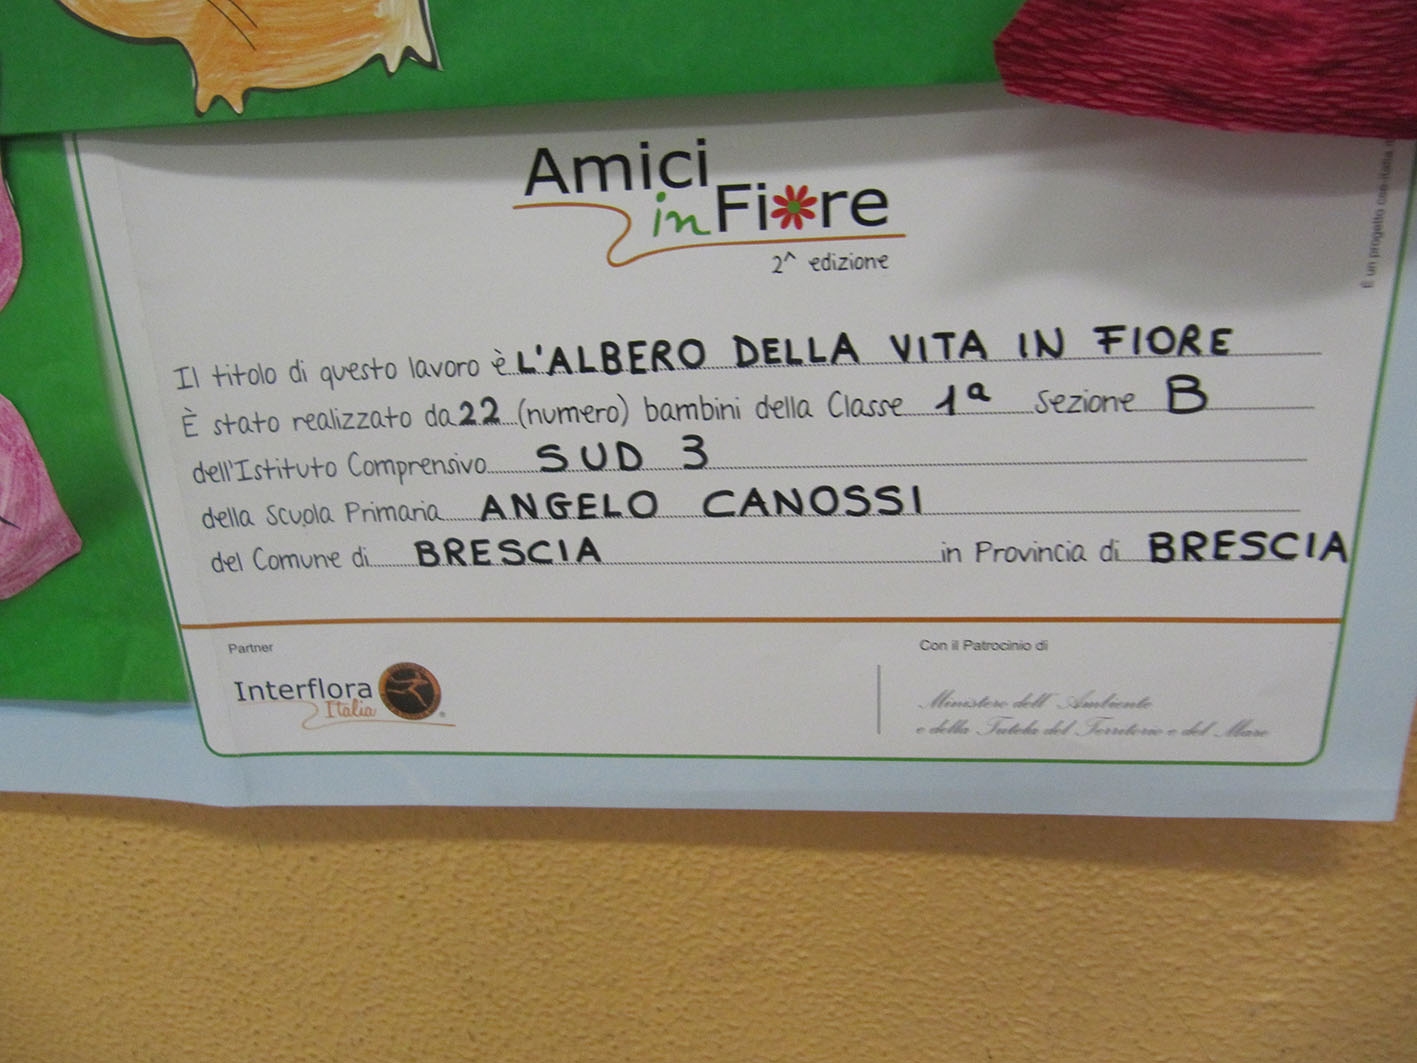 Amici
in Fiore
2^ edizione
Il titolo di questo lavoro è L'ALBERO DELLA VITA IN FIORE
È stato realizzato da 22 (numero) bambini della Classe 1a Sezione B
dell'Istituto Comprensivo SUD 3
della Scuola Primaria ANGELO CANOSSI
del Comune di BRESCIA in Provincia di BRESCIA
Partner
Interflora
Italia
Con il Patrocinio di
Ministero dell'Ambiente
e della Tutela del Territorio e del Mare
È un progetto